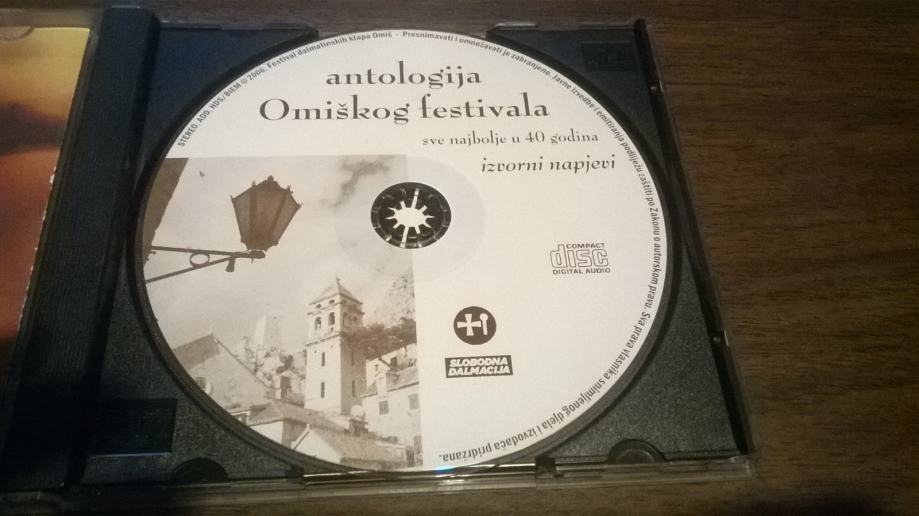 STEREO, ADD, HDS/BIEM © 2006. Festival dalmatinskih klapa Omiš - Presnimavati i umnožavati je zabranjeno. Javne izvedbe i emitiranja podliježu zaštiti po Zakonu o autorskom pravu. Sva prava vlasnika snimljenog djela i izvođača pridržana.
antologija
Omiškog festivala
sve najbolje u 40 godina
izvorni napjevi
COMPACT
disc
DIGITAL AUDIO
SLOBODNA
DALMACIJA